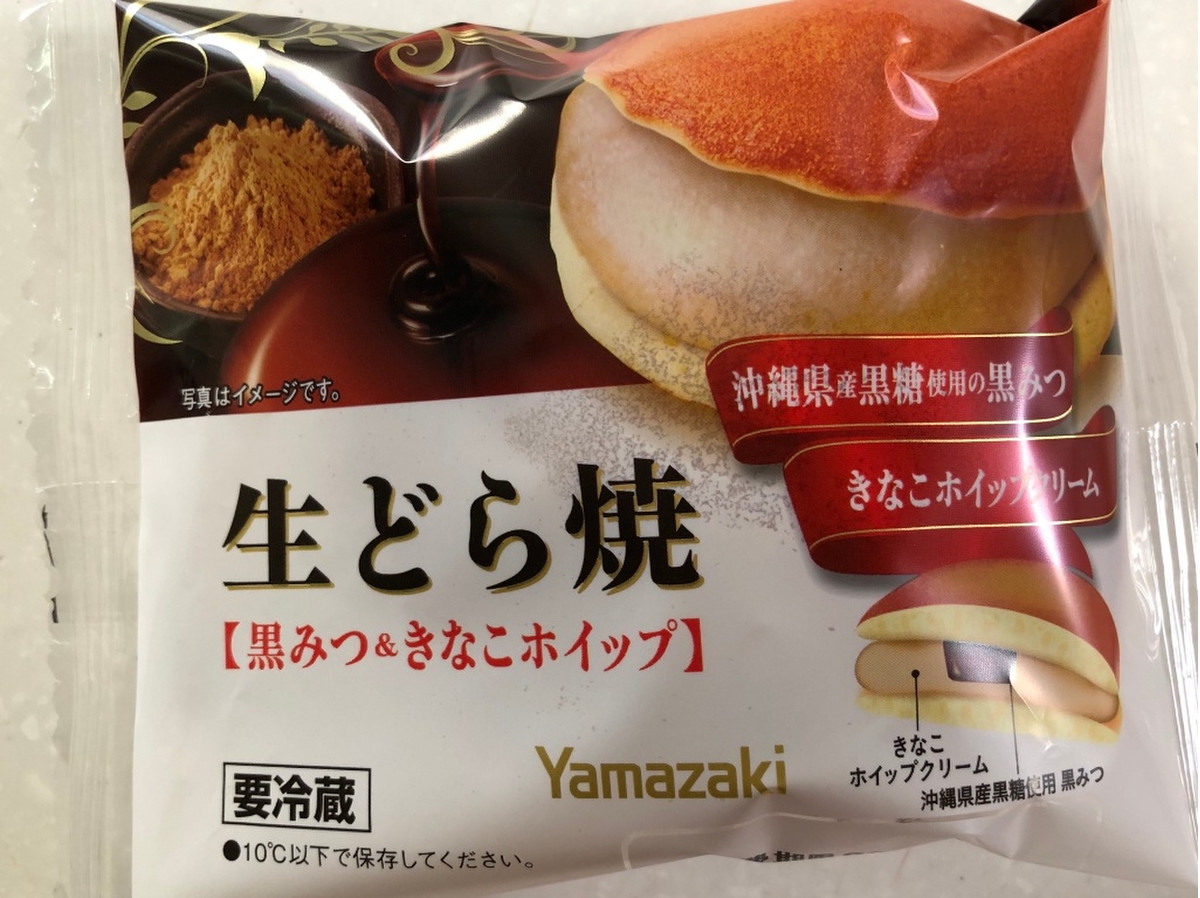 写真はイメージです。
沖縄県産黒糖使用の黒みつ
きなこホイップクリーム
生どら焼
【黒みつ&きなこホイップ】
きなこ
ホイップクリーム
沖縄県産黒糖使用 黒みつ
Yamazaki
要冷蔵
●10℃以下で保存してください。